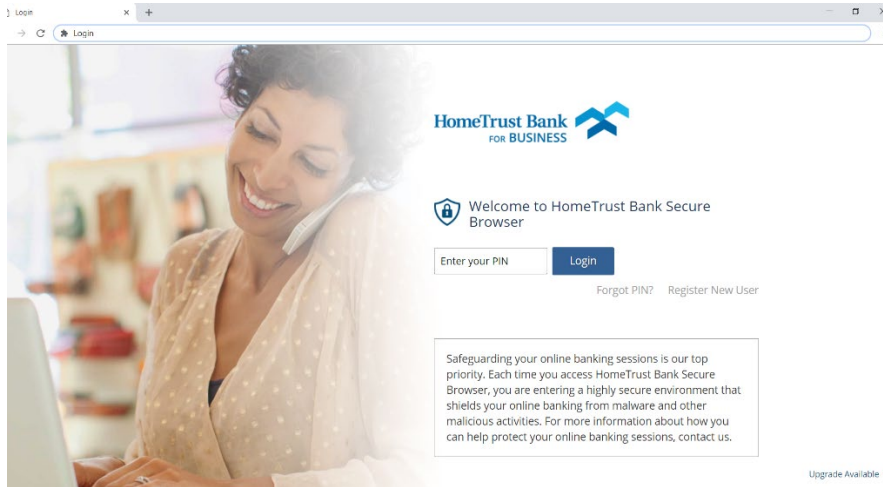 Login
Login
HomeTrust Bank
FOR BUSINESS
Welcome to HomeTrust Bank Secure
Browser
Enter your PIN
Login
Forgot PIN? Register New User
Safeguarding your online banking sessions is our top
priority. Each time you access HomeTrust Bank Secure
Browser, you are entering a highly secure environment that
shields your online banking from malware and other
malicious activities. For more information about how you
can help protect your online banking sessions, contact us.
Upgrade Available